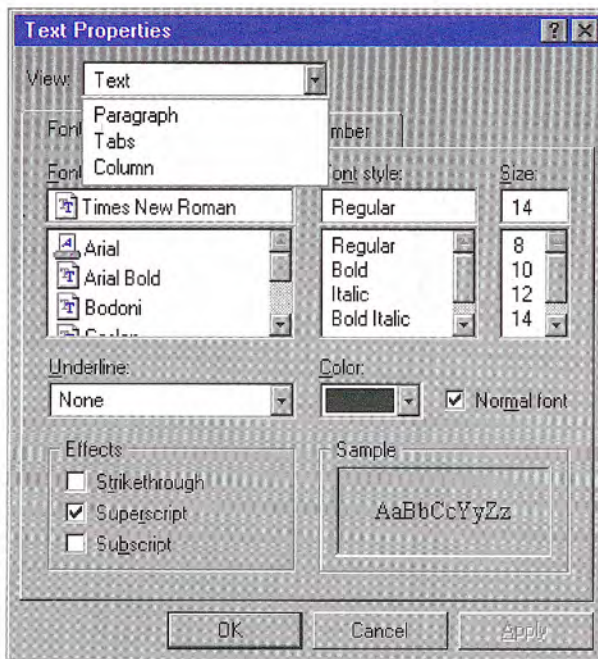 Text Properties
View: Text
Paragraph
Tabs
Column
Font style:
Size:
Times New Roman
Regular
14
Arial
Arial Bold
Bodoni
Regular
Bold
Italic
Bold Italic
8
10
12
14
Underline:
Color:
None
Normal font
Effects
Strikethrough
Superscript
Subscript
Sample
AaBbCcYyZz
OK
Cancel
Apply